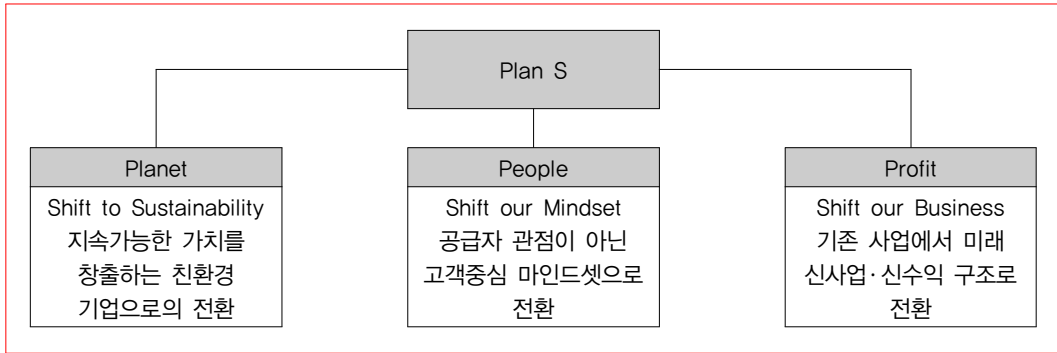 Plan S
Planet
Shift to Sustainability
지속가능한 가치를
창출하는 친환경
기업으로의 전환
People
Shift our Mindset
공급자 관점이 아닌
고객중심 마인드셋으로
전환
Profit
Shift our Business
기존 사업에서 미래
신사업·신수익 구조로
전환